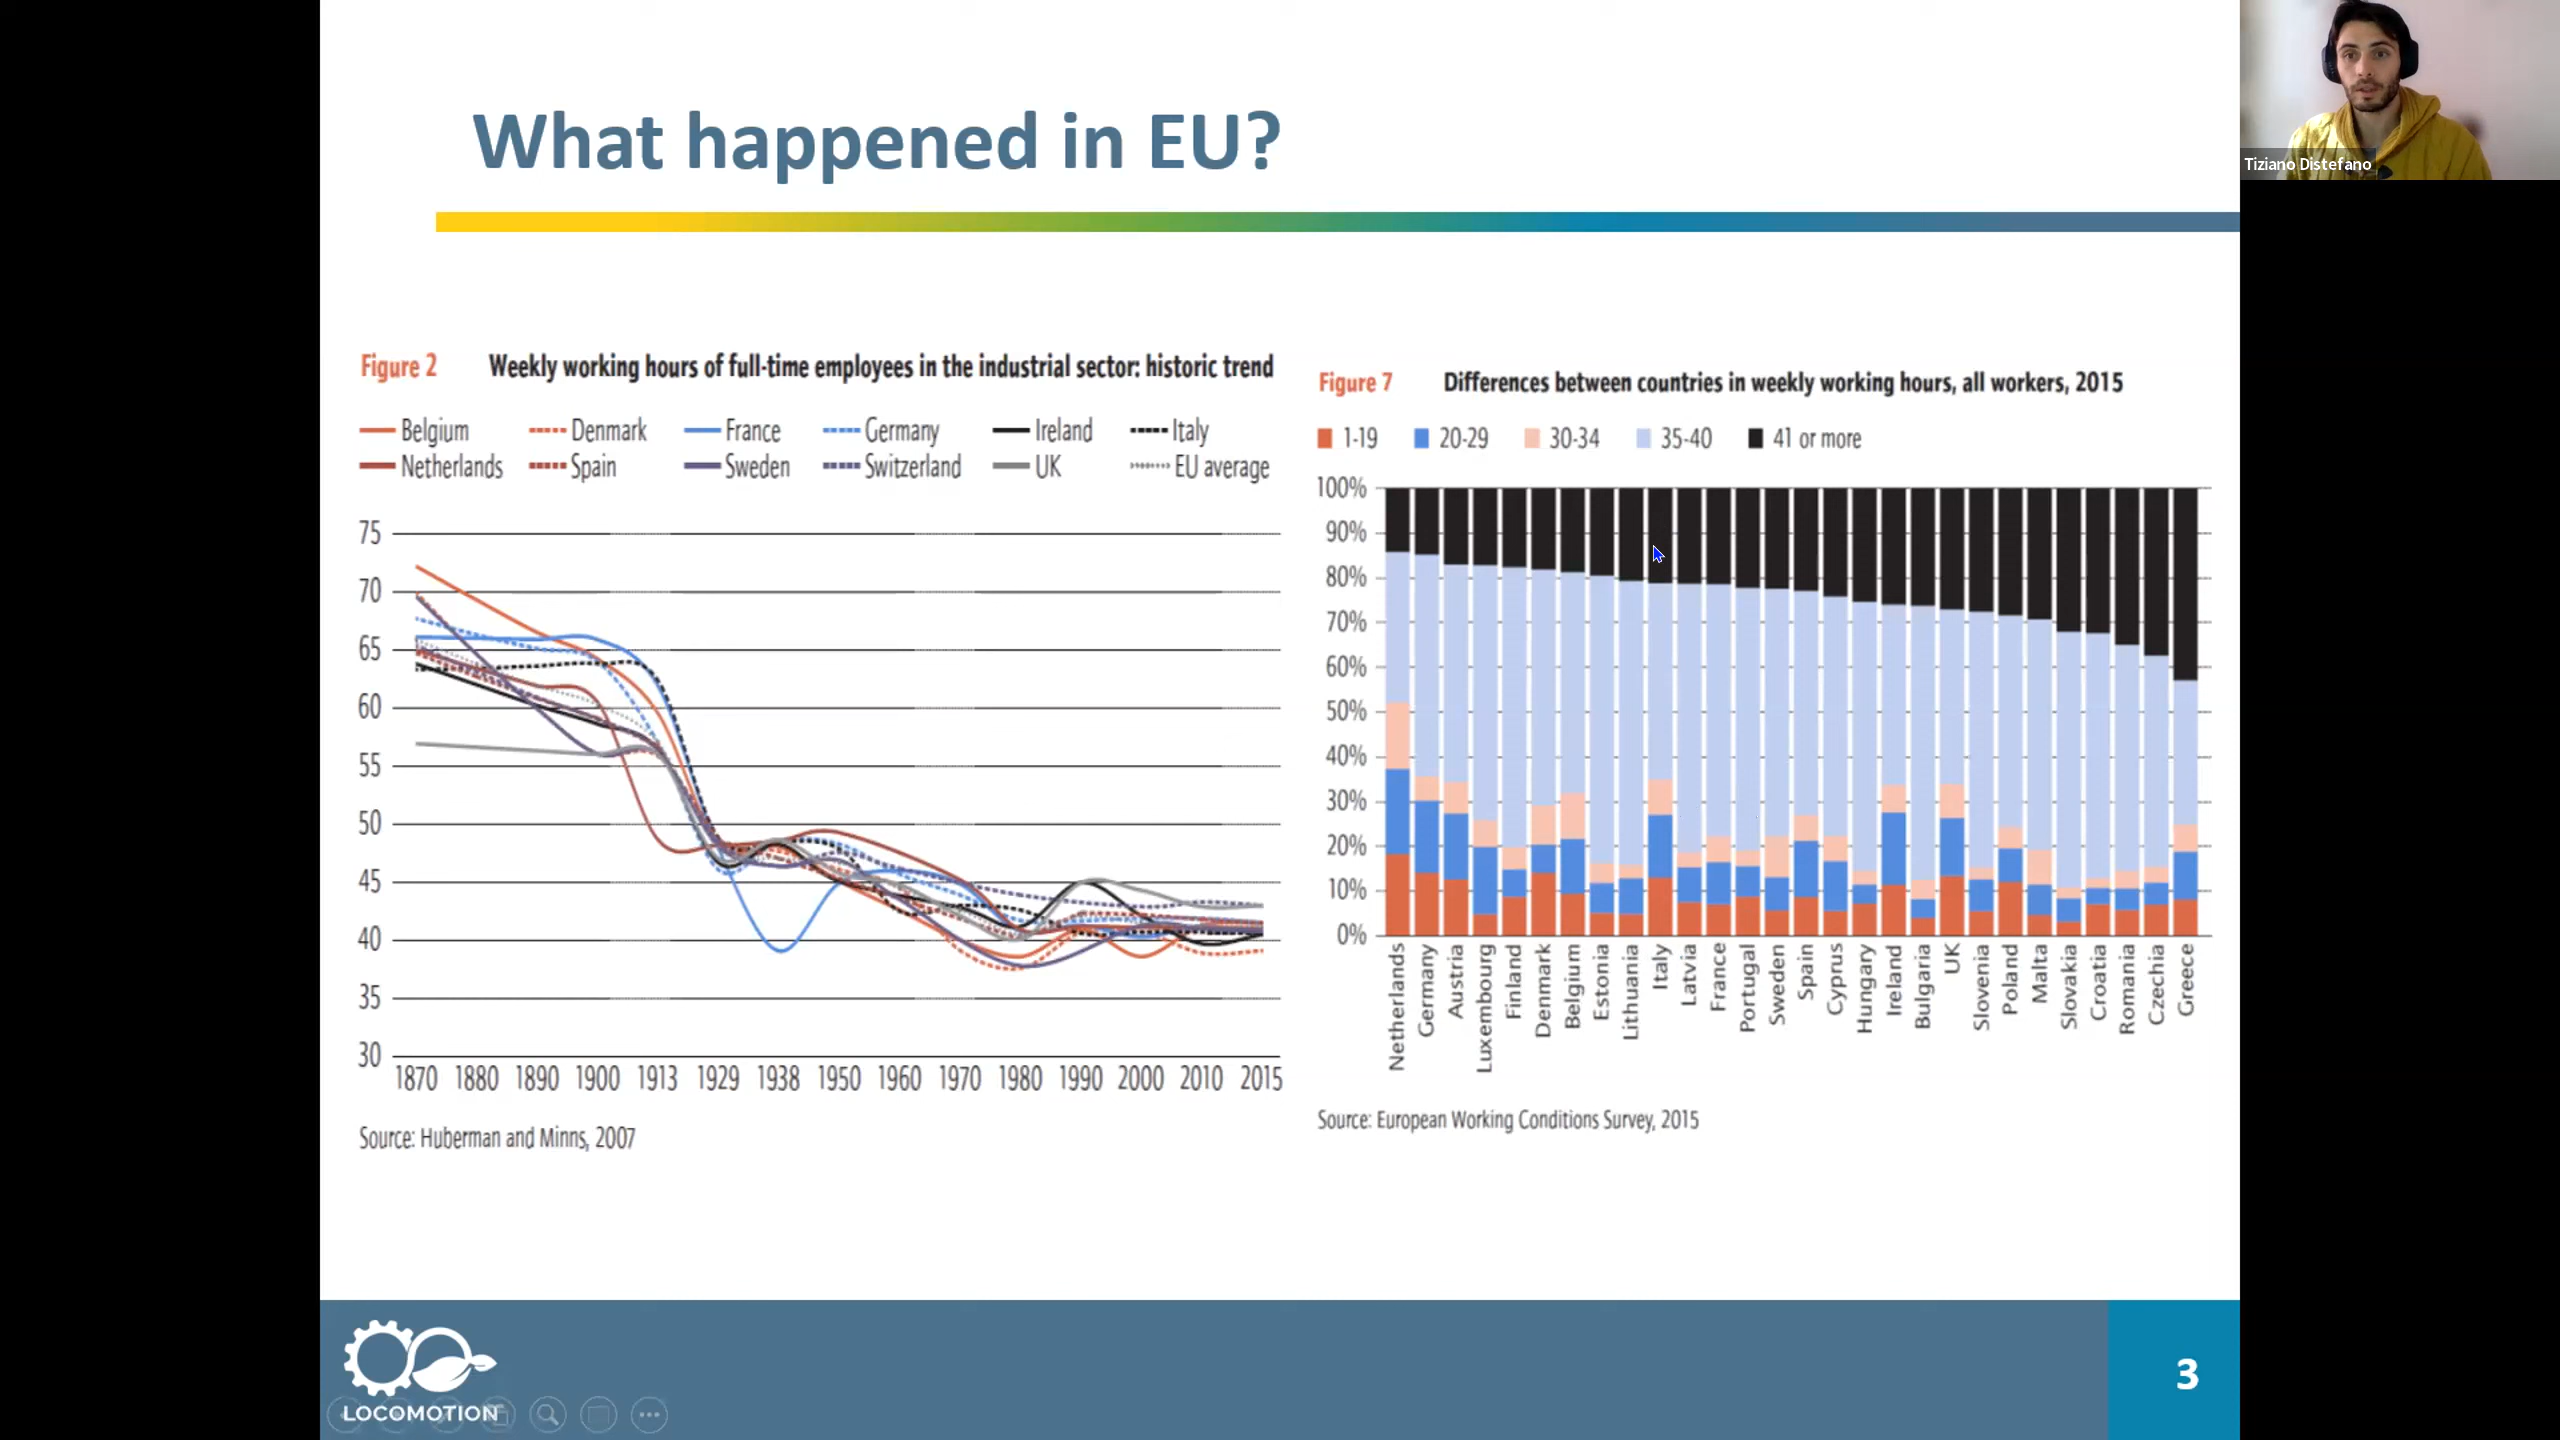 What happened in EU?
Tiziano Distefano
Figure 2 Weekly working hours of full-time employees in the industrial sector: historic trend
Belgium Denmark France Germany Ireland Italy
Netherlands Spain Sweden Switzerland UK EU average
75
70
65
60
55
50
45
40
35
30
1870 1880 1890 1900 1913 1929 1938 1950 1960 1970 1980 1990 2000 2010 2015
Source: Huberman and Minns, 2007
Figure 7 Differences between countries in weekly working hours, all workers, 2015
1-19 20-29 30-34 35-40 41 or more
100%
90%
80%
70%
60%
50%
40%
30%
20%
10%
0%
Netherlands
Germany
Austria
Luxembourg
Finland
Denmark
Belgium
Estonia
Lithuania
Italy
Latvia
France
Portugal
Sweden
Spain
Cyprus
Hungary
Ireland
Bulgaria
UK
Slovenia
Poland
Malta
Slovakia
Croatia
Romania
Czechia
Greece
Source: European Working Conditions Survey, 2015
LOCOMOTION
3